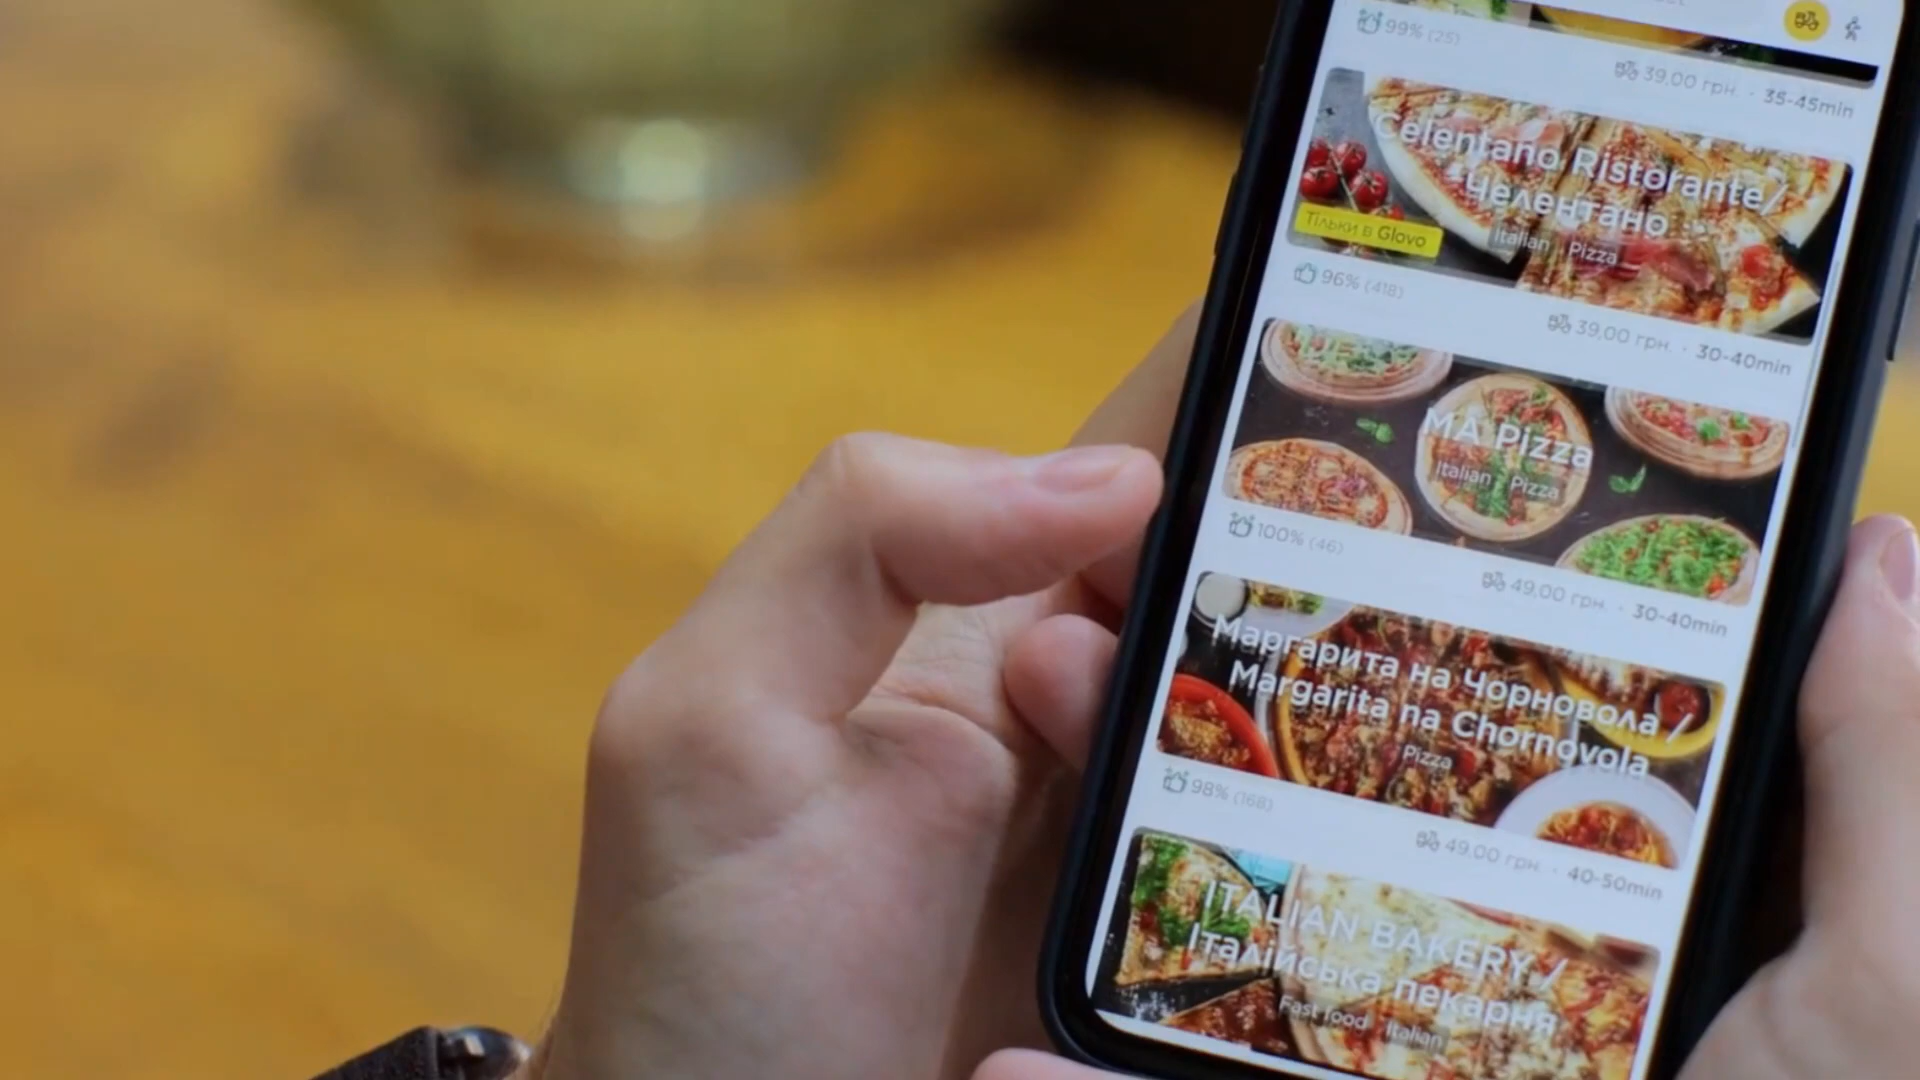 99% (25)
39,00 грн. · 35-45min
Celentano Ristorante/
Челентано
Italian Pizza
Тільки в Glovo
96% (418)
39,00 грн. · 30-40min
MA Pizza
Italian Pizza
100% (46)
49,00 грн. · 30-40min
Маргарита на Чорновола /
Margarita na Chornovola
Pizza
98% (168)
49,00 грн. · 40-50min
ITALIAN BAKERY /
Італійська пекарня
Fast food Italian